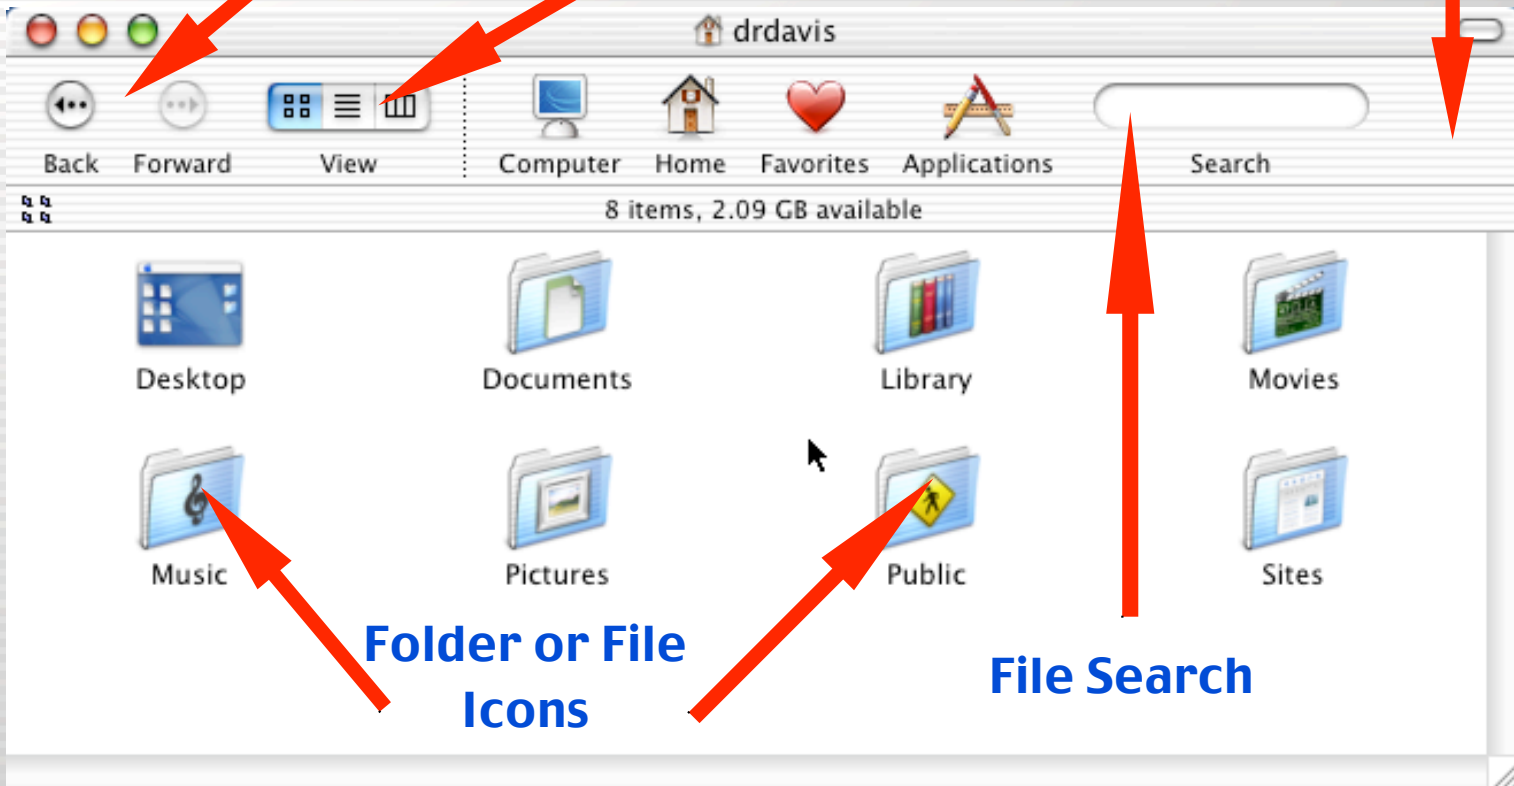 drdavis
Back Forward View Computer Home Favorites Applications Search
8 items, 2.09 GB available
Desktop Documents Library Movies
Music Pictures Public Sites
Folder or File
Icons
File Search